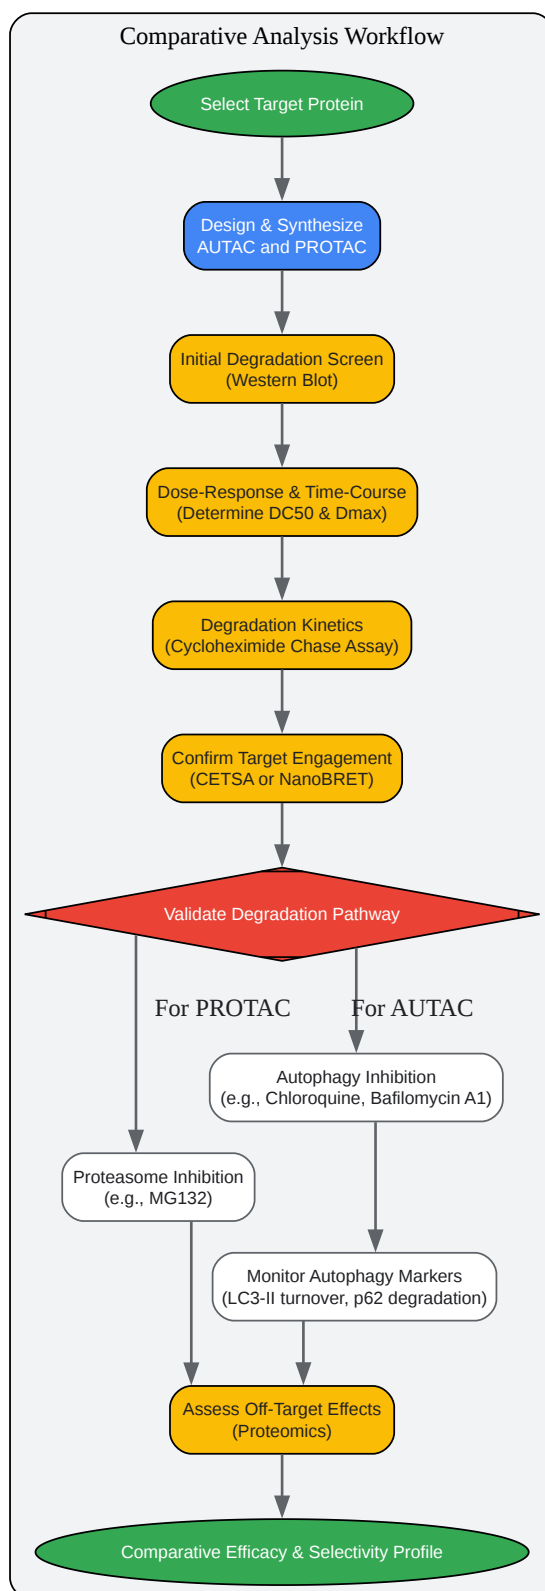 Comparative Analysis Workflow
Select Target Protein
Design & Synthesize
AUTAC and PROTAC
Initial Degradation Screen
(Western Blot)
Dose-Response & Time-Course
(Determine DC50 & Dmax)
Degradation Kinetics
(Cycloheximide Chase Assay)
Confirm Target Engagement
(CETSA or NanoBRET)
Validate Degradation Pathway
For PROTAC
For AUTAC
Autophagy Inhibition
(e.g., Chloroquine, Bafilomycin A1)
Proteasome Inhibition
(e.g., MG132)
Monitor Autophagy Markers
(LC3-II turnover, p62 degradation)
Assess Off-Target Effects
(Proteomics)
Comparative Efficacy & Selectivity Profile